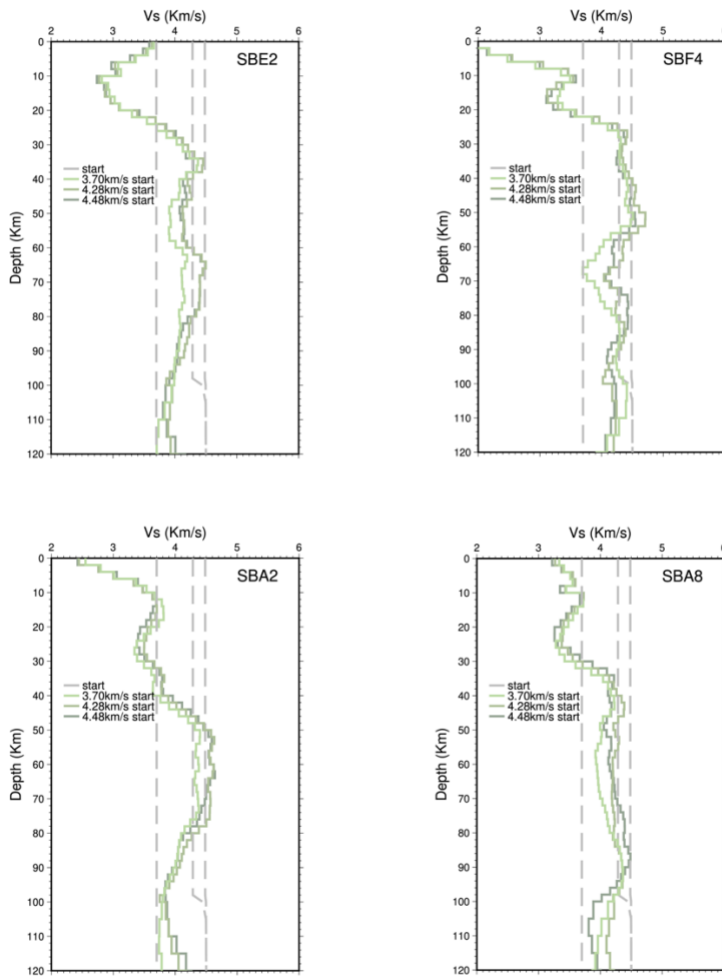 Vs (Km/s)
2 3 4 5 6
SBE2
Depth (Km)
0
10
20
30
40
50
60
70
80
90
100
110
120
start
3.70km/s start
4.28km/s start
4.48km/s start
Vs (Km/s)
2 3 4 5 6
SBF4
Depth (Km)
0
10
20
30
40
50
60
70
80
90
100
110
120
start
3.70km/s start
4.28km/s start
4.48km/s start
Vs (Km/s)
2 3 4 5 6
SBA2
Depth (Km)
0
10
20
30
40
50
60
70
80
90
100
110
120
start
3.70km/s start
4.28km/s start
4.48km/s start
Vs (Km/s)
2 3 4 5 6
SBA8
Depth (Km)
0
10
20
30
40
50
60
70
80
90
100
110
120
start
3.70km/s start
4.28km/s start
4.48km/s start